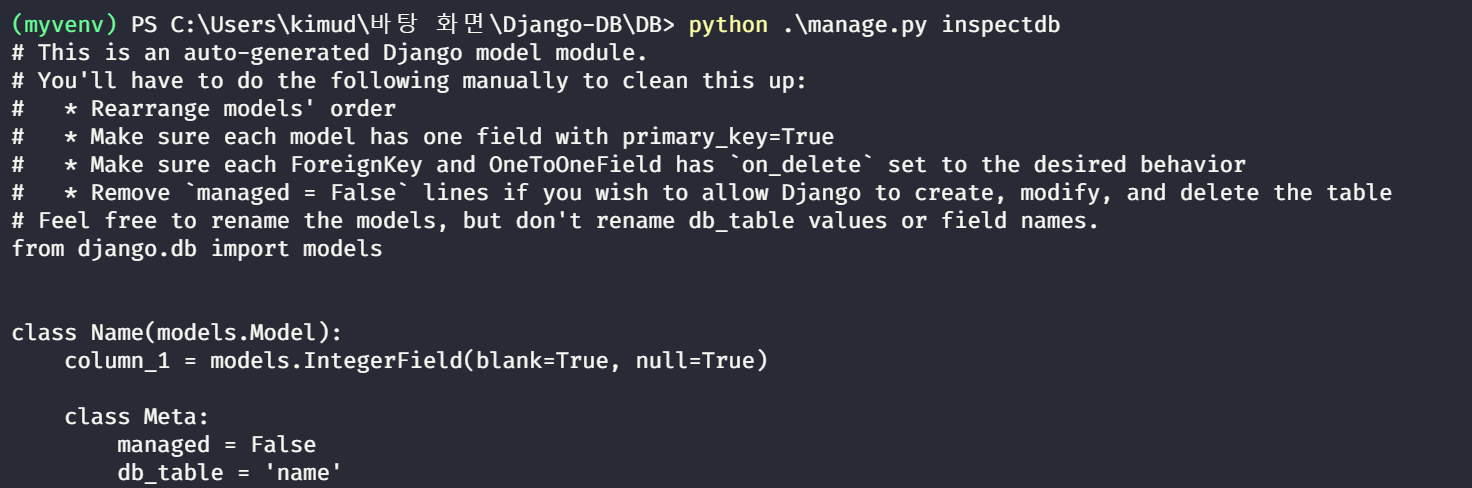 (myvenv) PS C:\Users\kimud\바탕 화면\Django-DB\DB> python .\manage.py inspectdb
# This is an auto-generated Django model module.
# You'll have to do the following manually to clean this up:
#   * Rearrange models' order
#   * Make sure each model has one field with primary_key=True
#   * Make sure each ForeignKey and OneToOneField has `on_delete` set to the desired behavior
#   * Remove `managed = False` lines if you wish to allow Django to create, modify, and delete the table
# Feel free to rename the models, but don't rename db_table values or field names.
from django.db import models
class Name(models.Model):
    column_1 = models.IntegerField(blank=True, null=True)
    class Meta:
        managed = False
        db_table = 'name'